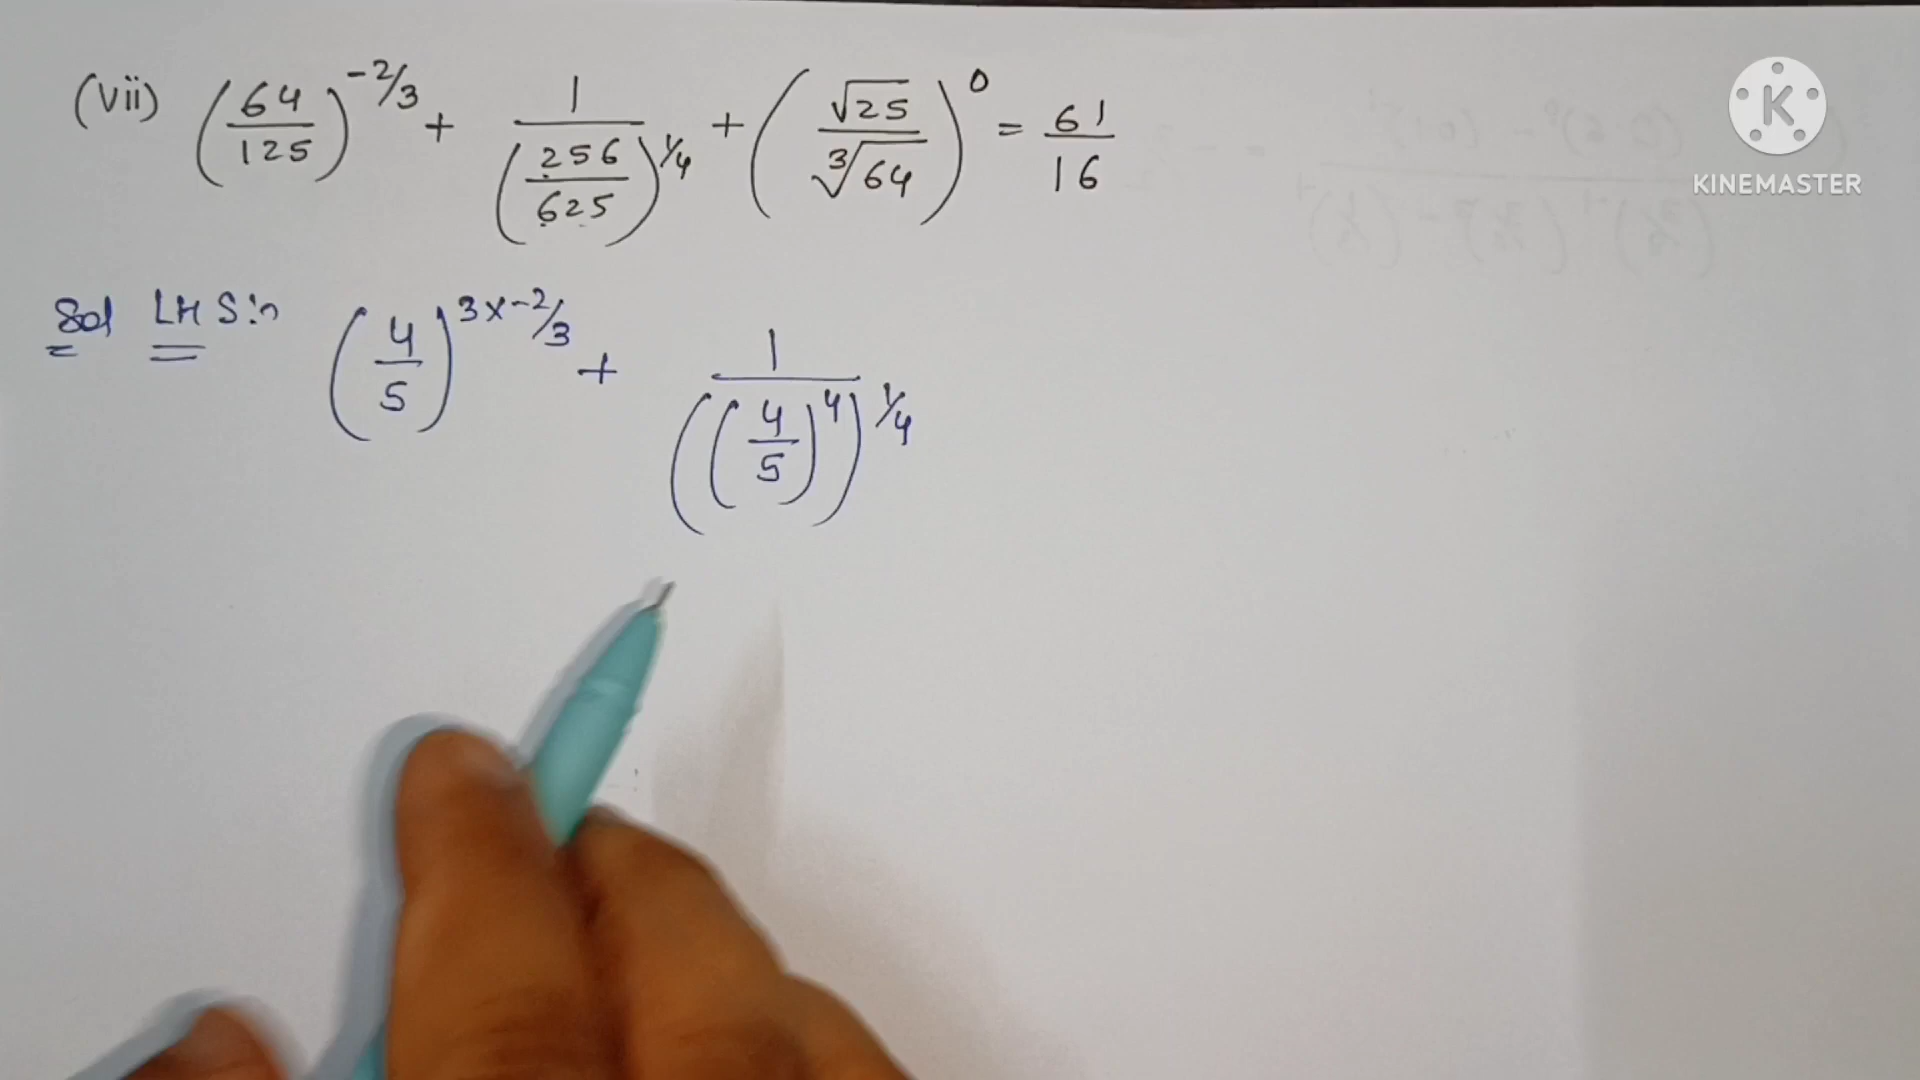 (vii) (64/125)^-2/3 + 1/(256/625)^1/4 + (√25/∛64)^0 = 61/16
K
KINEMASTER
Sol LHS:n (4/5)^3x-2/3 + 1/((4/5)^4)^1/4